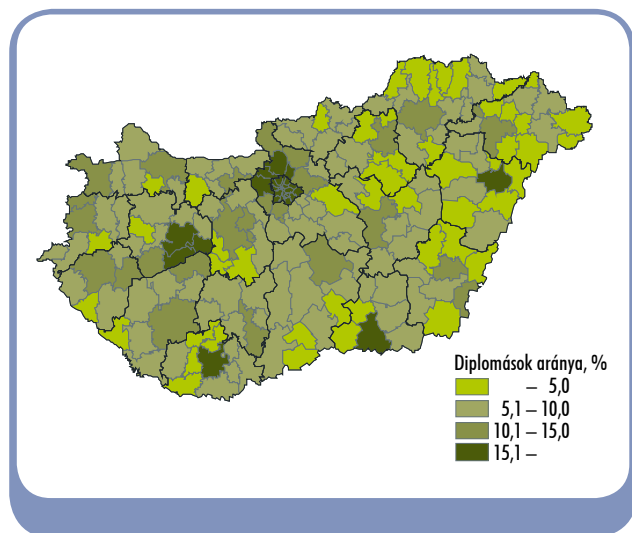 Diplomások aránya, %
– 5,0
5,1 – 10,0
10,1 – 15,0
15,1 –